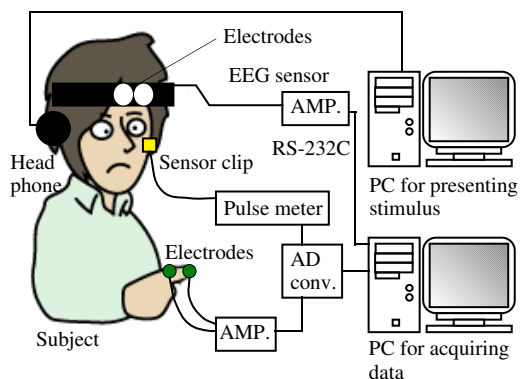 Electrodes
EEG sensor
AMP.
RS-232C
Head
phone
Sensor clip
PC for presenting
stimulus
Pulse meter
Electrodes
AD
conv.
AMP.
Subject
PC for acquiring
data